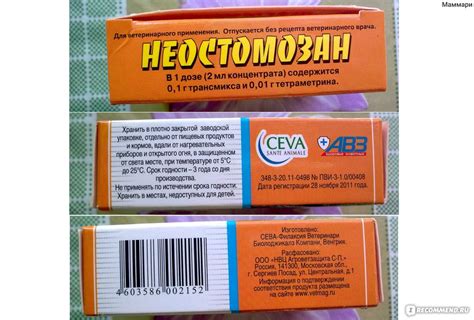 Маммари
Для ветеринарного применения. Отпускается без рецепта ветеринарного врача.
НЕОСТОМОЗАН
В 1 дозе (2 мл концентрата) содержится
0,1 г трансмикса и 0,01 г тетраметрина.
Хранить в плотно закрытой заводской
упаковке, отдельно от пищевых продуктов
и кормов, вдали от нагревательных
приборов и открытого огня, в защищенном
от света месте, при температуре от 5°C
до 25°C. Срок годности – 3 года со дня
производства.
Не применять по истечении срока годности.
Хранить в местах, недоступных для детей.
CEVA
SANTÉ ANIMALE
АВЗ
348-3-20.11-0498 № ПВИ-3-1.0/00408
Дата регистрации 28 ноября 2011 года.
4603586 002152
Изготовлено:
СЕВА-Филаксия Ветеринари
Биолоджикалз Компани, Венгрия.
Расфасовано:
ООО «НВЦ Агроветзащита С-П.»
Россия, 141300, Московская обл.,
г. Сергиев Посад, ул. Центральная, д.1
Информация о подтверждении
соответствия продукта размещена
на сайте www.vetmag.ru
IRECOMMEND.RU